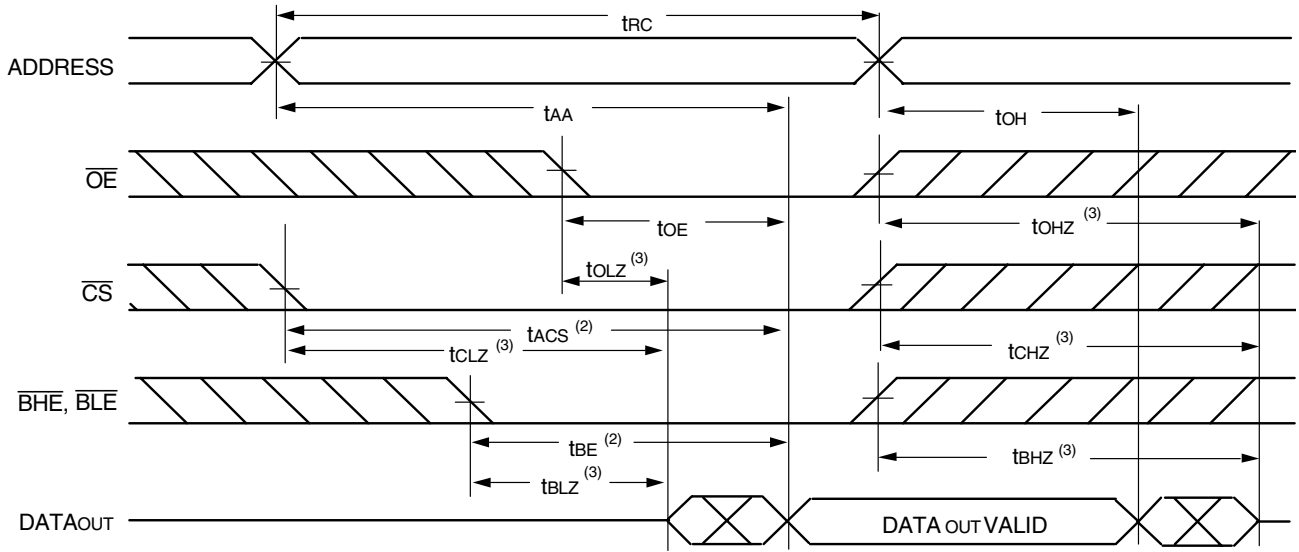 tRC
ADDRESS
tAA
tOH
OE
tOE
tOHZ (3)
tOLZ (3)
CS
tACS (2)
tCLZ (3)
tCHZ (3)
BHE, BLE
tBE (2)
tBHZ (3)
tBLZ (3)
DATAOUT
DATA OUT VALID